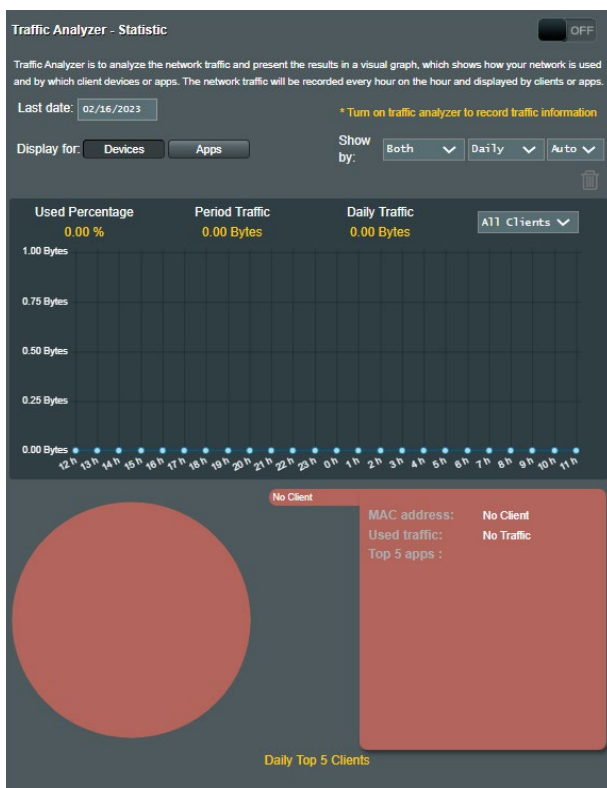 Traffic Analyzer - Statistic
OFF
Traffic Analyzer is to analyze the network traffic and present the results in a visual graph, which shows how your network is used
and by which client devices or apps. The network traffic will be recorded every hour on the hour and displayed by clients or apps.
Last date: 02/16/2023
* Turn on traffic analyzer to record traffic information
Display for: Devices Apps
Show by: Both Daily Auto
Used Percentage Period Traffic Daily Traffic
0.00 % 0.00 Bytes 0.00 Bytes
All Clients
1.00 Bytes
0.75 Bytes
0.50 Bytes
0.25 Bytes
0.00 Bytes
12 h 13 h 14 h 15 h 16 h 17 h 18 h 19 h 20 h 21 h 22 h 23 h 0 h 1 h 2 h 3 h 4 h 5 h 6 h 7 h 8 h 9 h 10 h 11 h
No Client
MAC address: No Client
Used traffic: No Traffic
Top 5 apps :
Daily Top 5 Clients